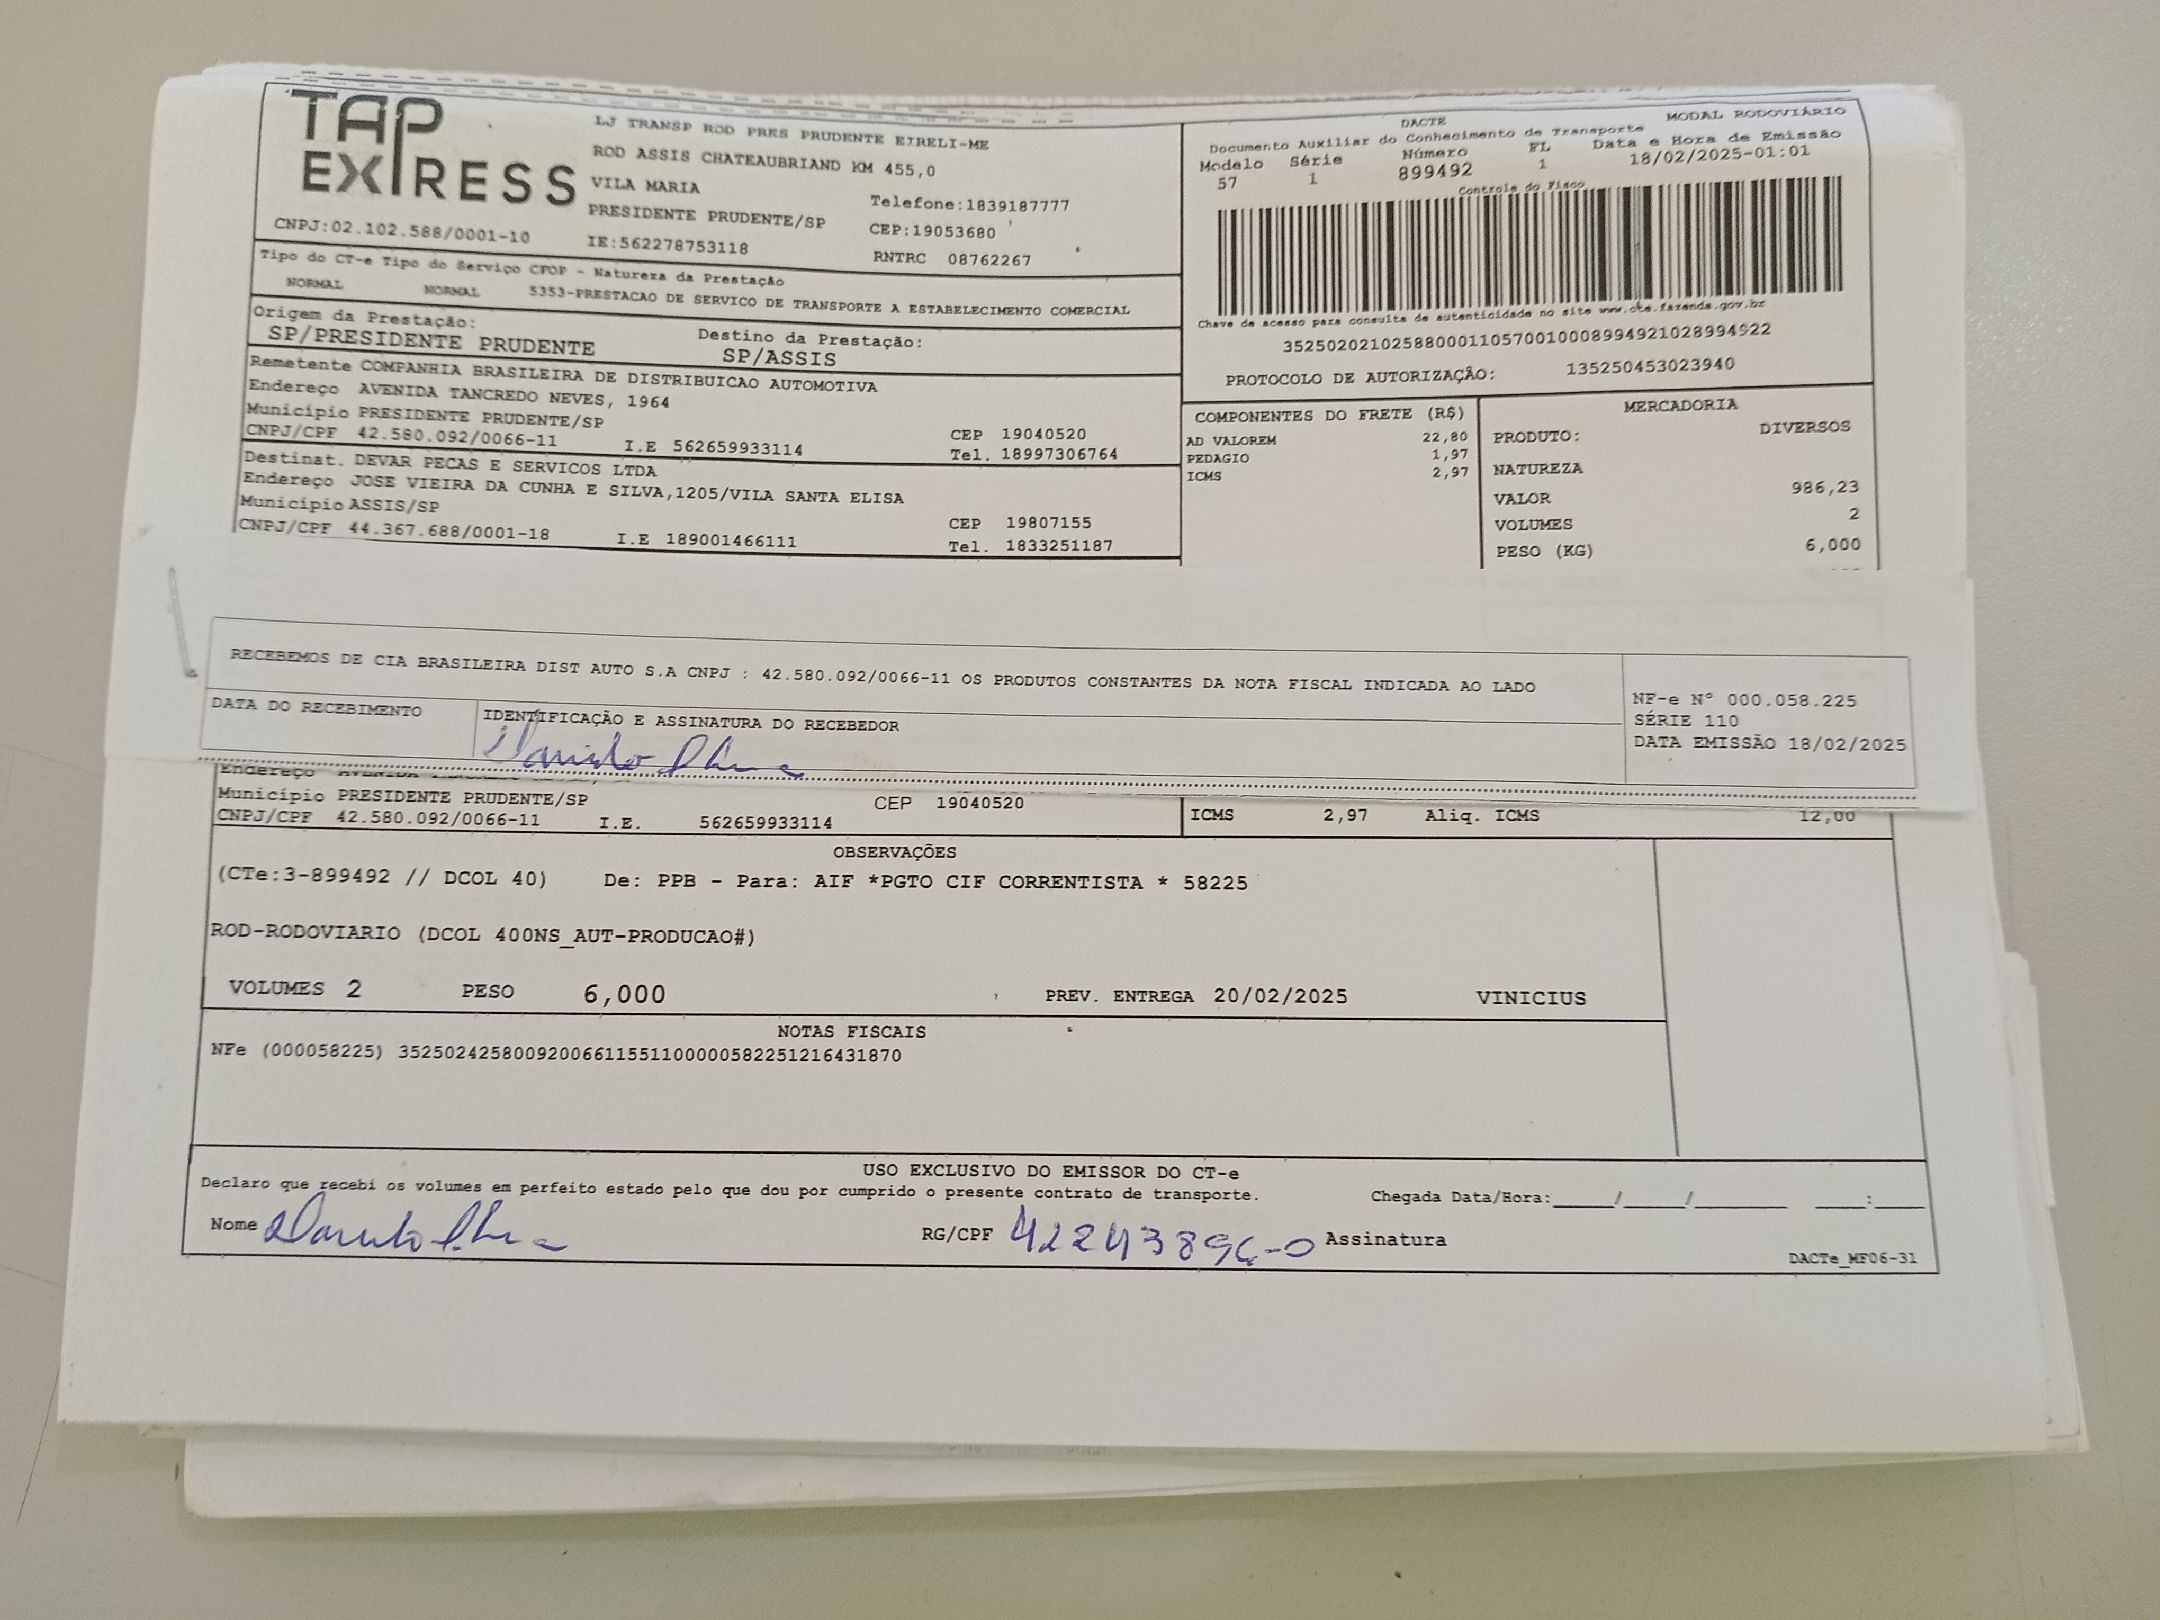 TAP
EXPRESS
LJ TRANSP ROD PRES PRUDENTE EIRELI-ME
ROD ASSIS CHATEAUBRIAND KM 455,0
VILA MARIA
PRESIDENTE PRUDENTE/SP
Telefone:1839187777
CEP:19053680
CNPJ:02.102.588/0001-10
IE:562278753118
RNTRC 08762267
Tipo do CT-e Tipo do Serviço CFOP - Natureza da Prestação
NORMAL NORMAL 5353-PRESTACAO DE SERVICO DE TRANSPORTE A ESTABELECIMENTO COMERCIAL
Origem da Prestação:
SP/PRESIDENTE PRUDENTE
Destino da Prestação:
SP/ASSIS
Remetente COMPANHIA BRASILEIRA DE DISTRIBUICAO AUTOMOTIVA
Endereço AVENIDA TANCREDO NEVES, 1964
Município PRESIDENTE PRUDENTE/SP
CNPJ/CPF 42.580.092/0066-11 I.E 562659933114
CEP 19040520
Tel. 18997306764
Destinat. DEVAR PECAS E SERVICOS LTDA
Endereço JOSE VIEIRA DA CUNHA E SILVA,1205/VILA SANTA ELISA
Município ASSIS/SP
CNPJ/CPF 44.367.688/0001-18 I.E 189001466111
CEP 19807155
Tel. 1833251187
DACTE MODAL RODOVIÁRIO
Documento Auxiliar do Conhecimento de Transporte
Modelo Série Número FL Data e Hora de Emissão
57 1 899492 1 18/02/2025-01:01
Controle do Fisco
Chave de acesso para consulta de autenticidade no site www.cte.fazenda.gov.br
35250202102588000110570010008994921028994922
PROTOCOLO DE AUTORIZAÇÃO: 135250453023940
COMPONENTES DO FRETE (R$)
AD VALOREM 22,80
PEDAGIO 1,97
ICMS 2,97
MERCADORIA
PRODUTO: DIVERSOS
NATUREZA
VALOR 986,23
VOLUMES 2
PESO (KG) 6,000
RECEBEMOS DE CIA BRASILEIRA DIST AUTO S.A CNPJ : 42.580.092/0066-11 OS PRODUTOS CONSTANTES DA NOTA FISCAL INDICADA AO LADO
DATA DO RECEBIMENTO
IDENTIFICAÇÃO E ASSINATURA DO RECEBEDOR
NF-e N° 000.058.225
SÉRIE 110
DATA EMISSÃO 18/02/2025
Endereço AVENIDA
Município PRESIDENTE PRUDENTE/SP CEP 19040520
CNPJ/CPF 42.580.092/0066-11 I.E. 562659933114
ICMS 2,97 Aliq. ICMS 12,00
OBSERVAÇÕES
(CTe:3-899492 // DCOL 40) De: PPB - Para: AIF *PGTO CIF CORRENTISTA * 58225
ROD-RODOVIARIO (DCOL 400NS_AUT-PRODUCAO#)
VOLUMES 2 PESO 6,000 PREV. ENTREGA 20/02/2025 VINICIUS
NOTAS FISCAIS
NFe (000058225) 35250242580092006611551100000582251216431870
USO EXCLUSIVO DO EMISSOR DO CT-e
Declaro que recebi os volumes em perfeito estado pelo que dou por cumprido o presente contrato de transporte.
Chegada Data/Hora:____/____/______ ____:____
Nome RG/CPF Assinatura
DACTe_MF06-31